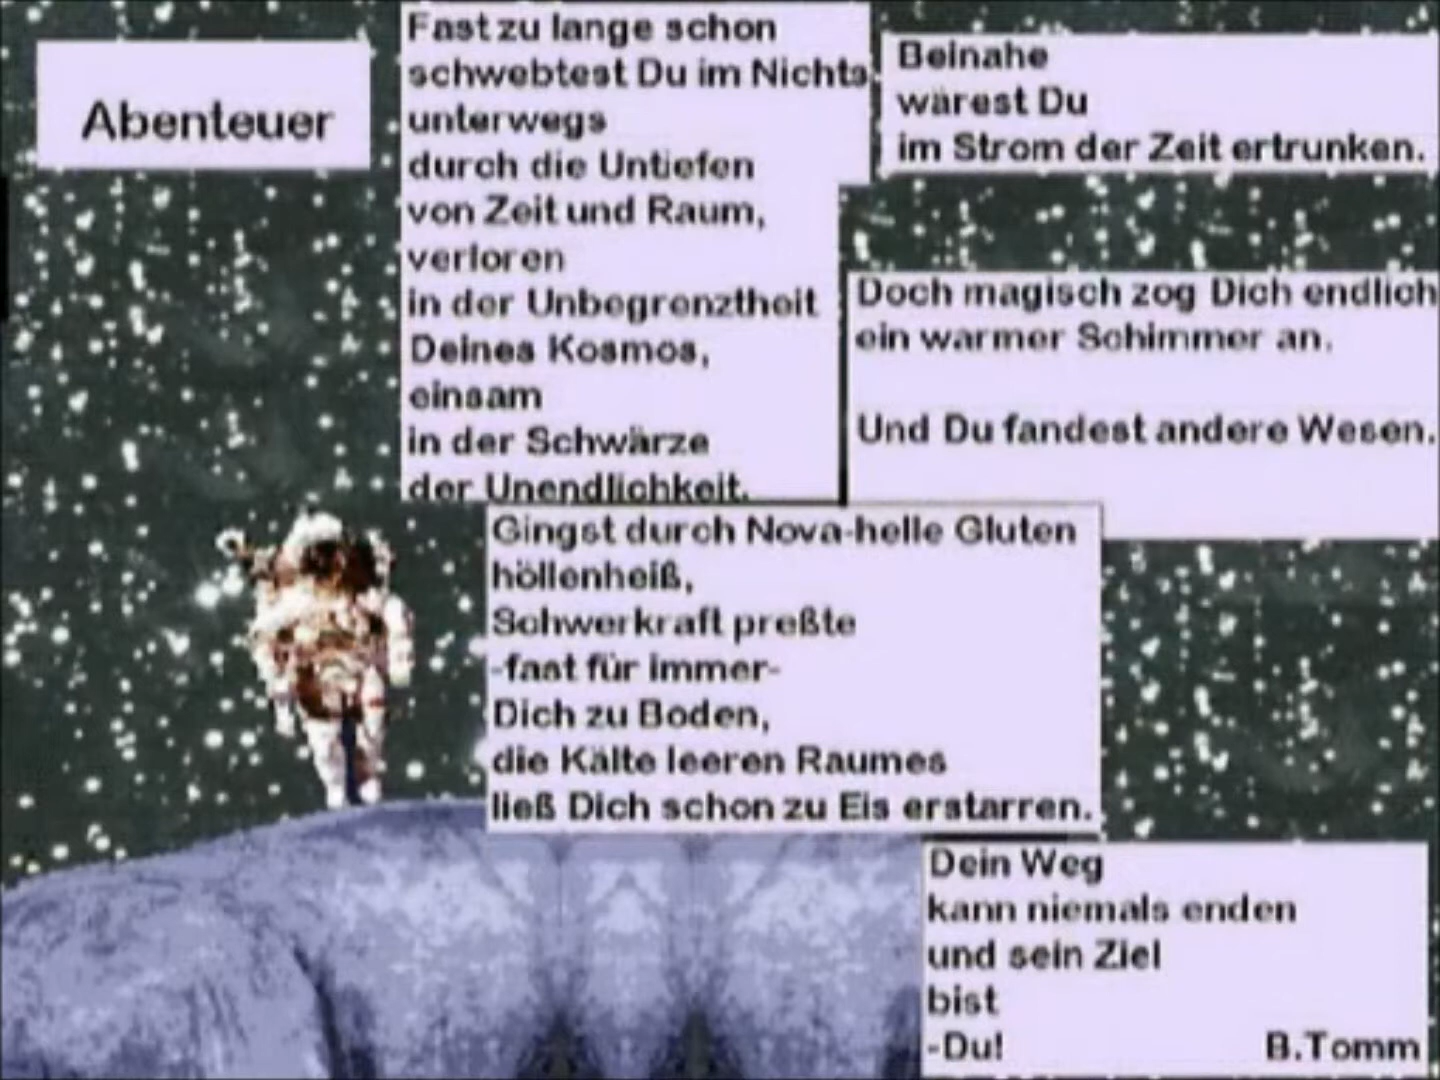 Abenteuer
Fast zu lange schon
schwebtest Du im Nichts
unterwegs
durch die Untiefen
von Zeit und Raum,
verloren
in der Unbegrenztheit
Deines Kosmos,
einsam
in der Schwärze
der Unendlichkeit.
Gingst durch Nova-helle Gluten
höllenheiß,
Schwerkraft preßte
-fast für immer-
Dich zu Boden,
die Kälte leeren Raumes
ließ Dich schon zu Eis erstarren.
Beinahe
wärest Du
im Strom der Zeit ertrunken.
Doch magisch zog Dich endlich
ein warmer Schimmer an.
Und Du fandest andere Wesen.
Dein Weg
kann niemals enden
und sein Ziel
bist
-Du!
B.Tomm